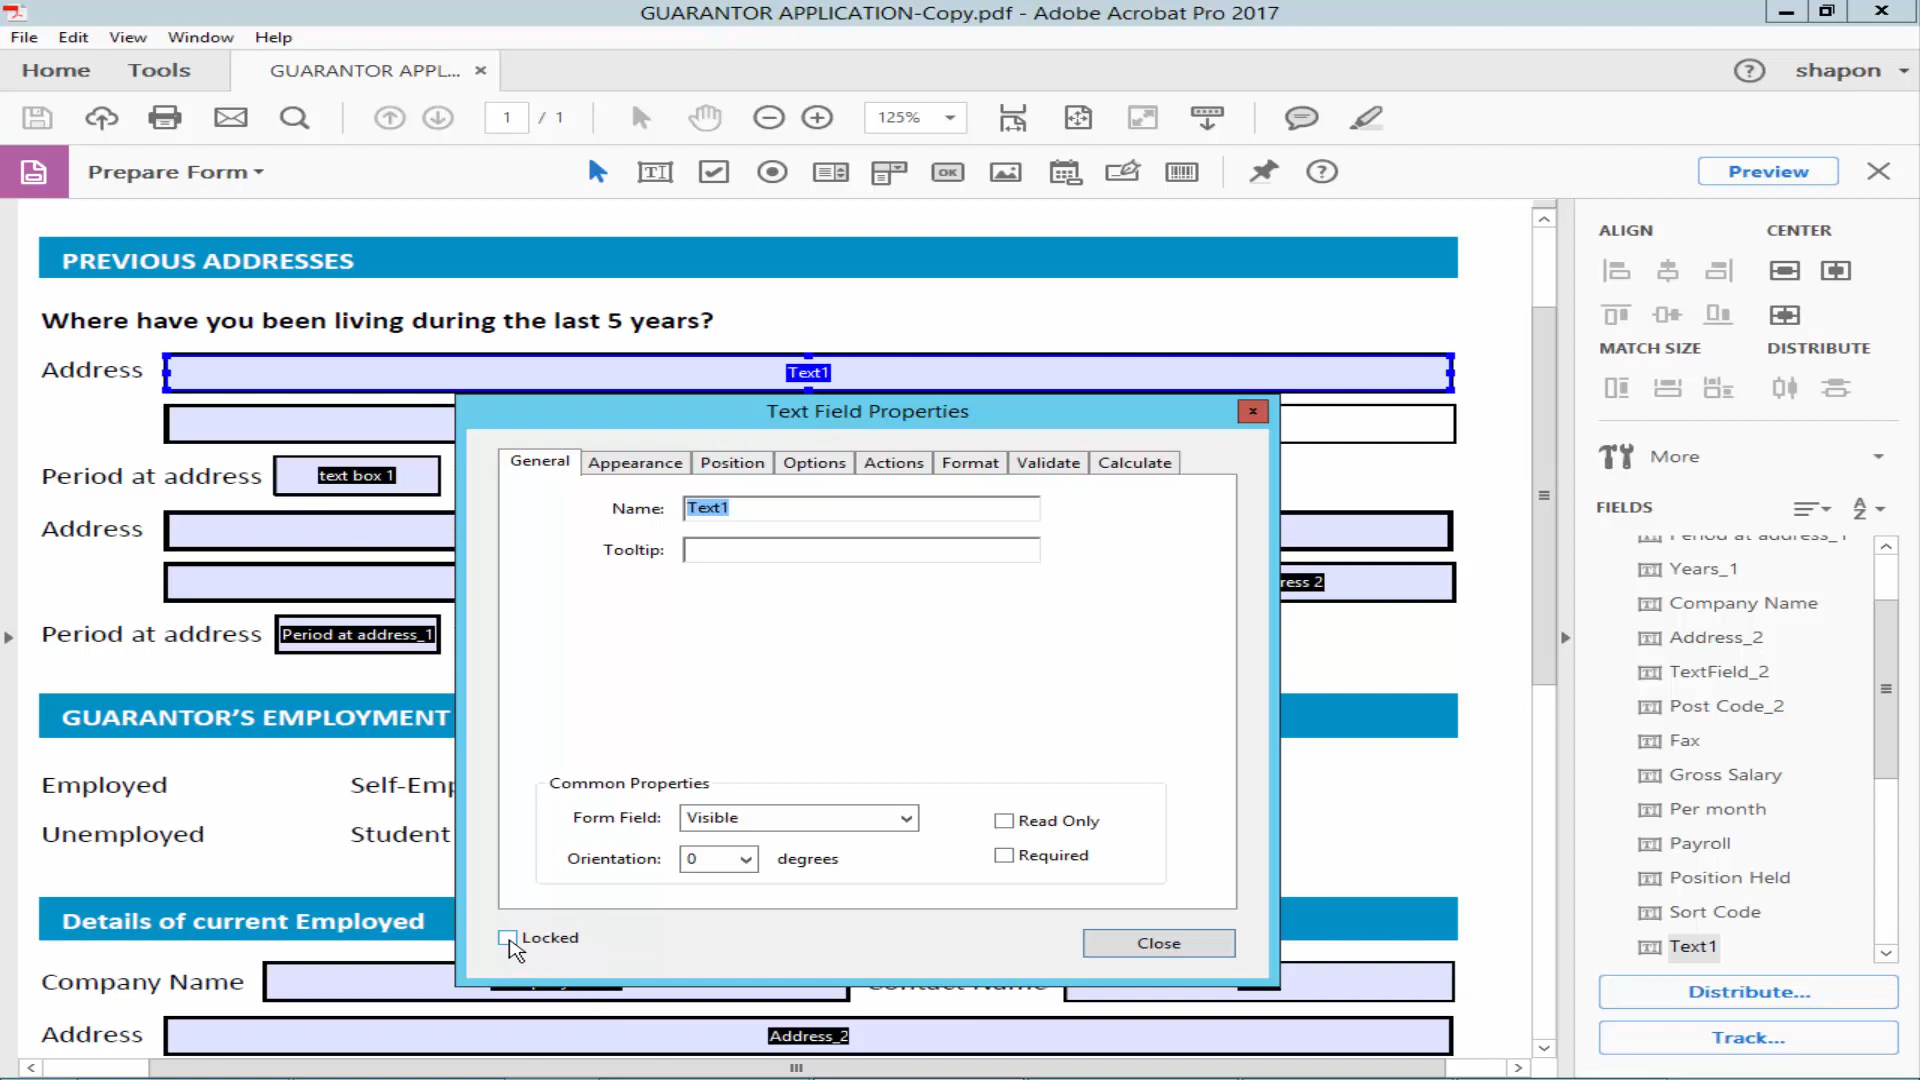 GUARANTOR APPLICATION-Copy.pdf - Adobe Acrobat Pro 2017
File Edit View Window Help
Home Tools GUARANTOR APPL... × shapon
1 / 1 125%
Prepare Form Preview
PREVIOUS ADDRESSES
Where have you been living during the last 5 years?
Address Text1
Period at address text box 1
Address
ress 2
Period at address Period at address_1
GUARANTOR'S EMPLOYMENT
Employed Self-Emp
Unemployed Student
Details of current Employed
Company Name
Address Address_2
Text Field Properties
General Appearance Position Options Actions Format Validate Calculate
Name: Text1
Tooltip:
Common Properties
Form Field: Visible Read Only
Orientation: 0 degrees Required
Locked Close
ALIGN CENTER
MATCH SIZE DISTRIBUTE
More
FIELDS
Period at address_1
Years_1
Company Name
Address_2
TextField_2
Post Code_2
Fax
Gross Salary
Per month
Payroll
Position Held
Sort Code
Text1
Distribute...
Track...